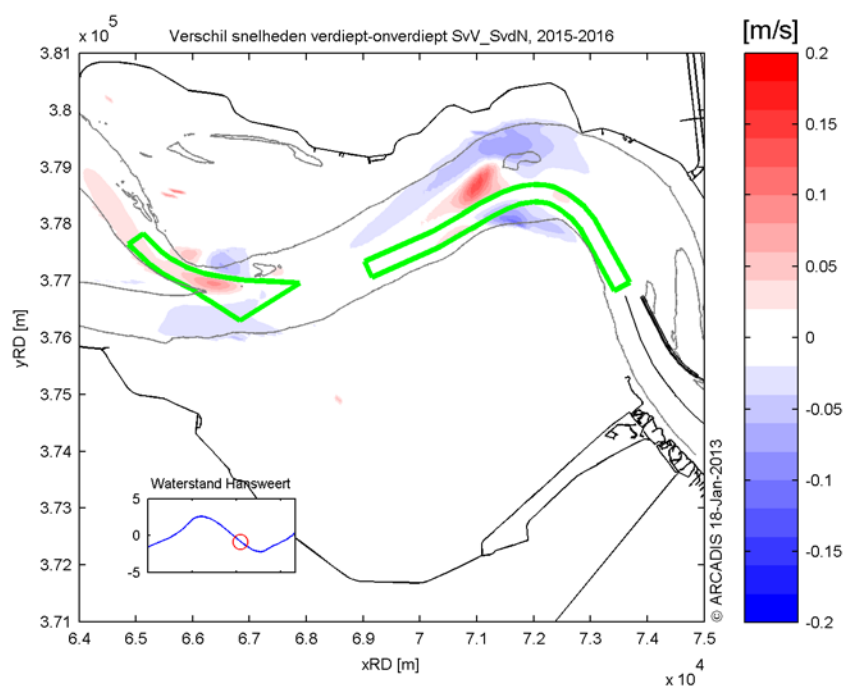 x 10^5
Verschil snelheden verdiept-onverdiept SvV_SvdN, 2015-2016
[m/s]
3.81
3.8
3.79
3.78
3.77
3.76
3.75
3.74
3.73
3.72
3.71
yRD [m]
Waterstand Hansweert
5
0
-5
© ARCADIS 18-Jan-2013
0.2
0.15
0.1
0.05
0
-0.05
-0.1
-0.15
-0.2
6.4 6.5 6.6 6.7 6.8 6.9 7 7.1 7.2 7.3 7.4 7.5
xRD [m]
x 10^4